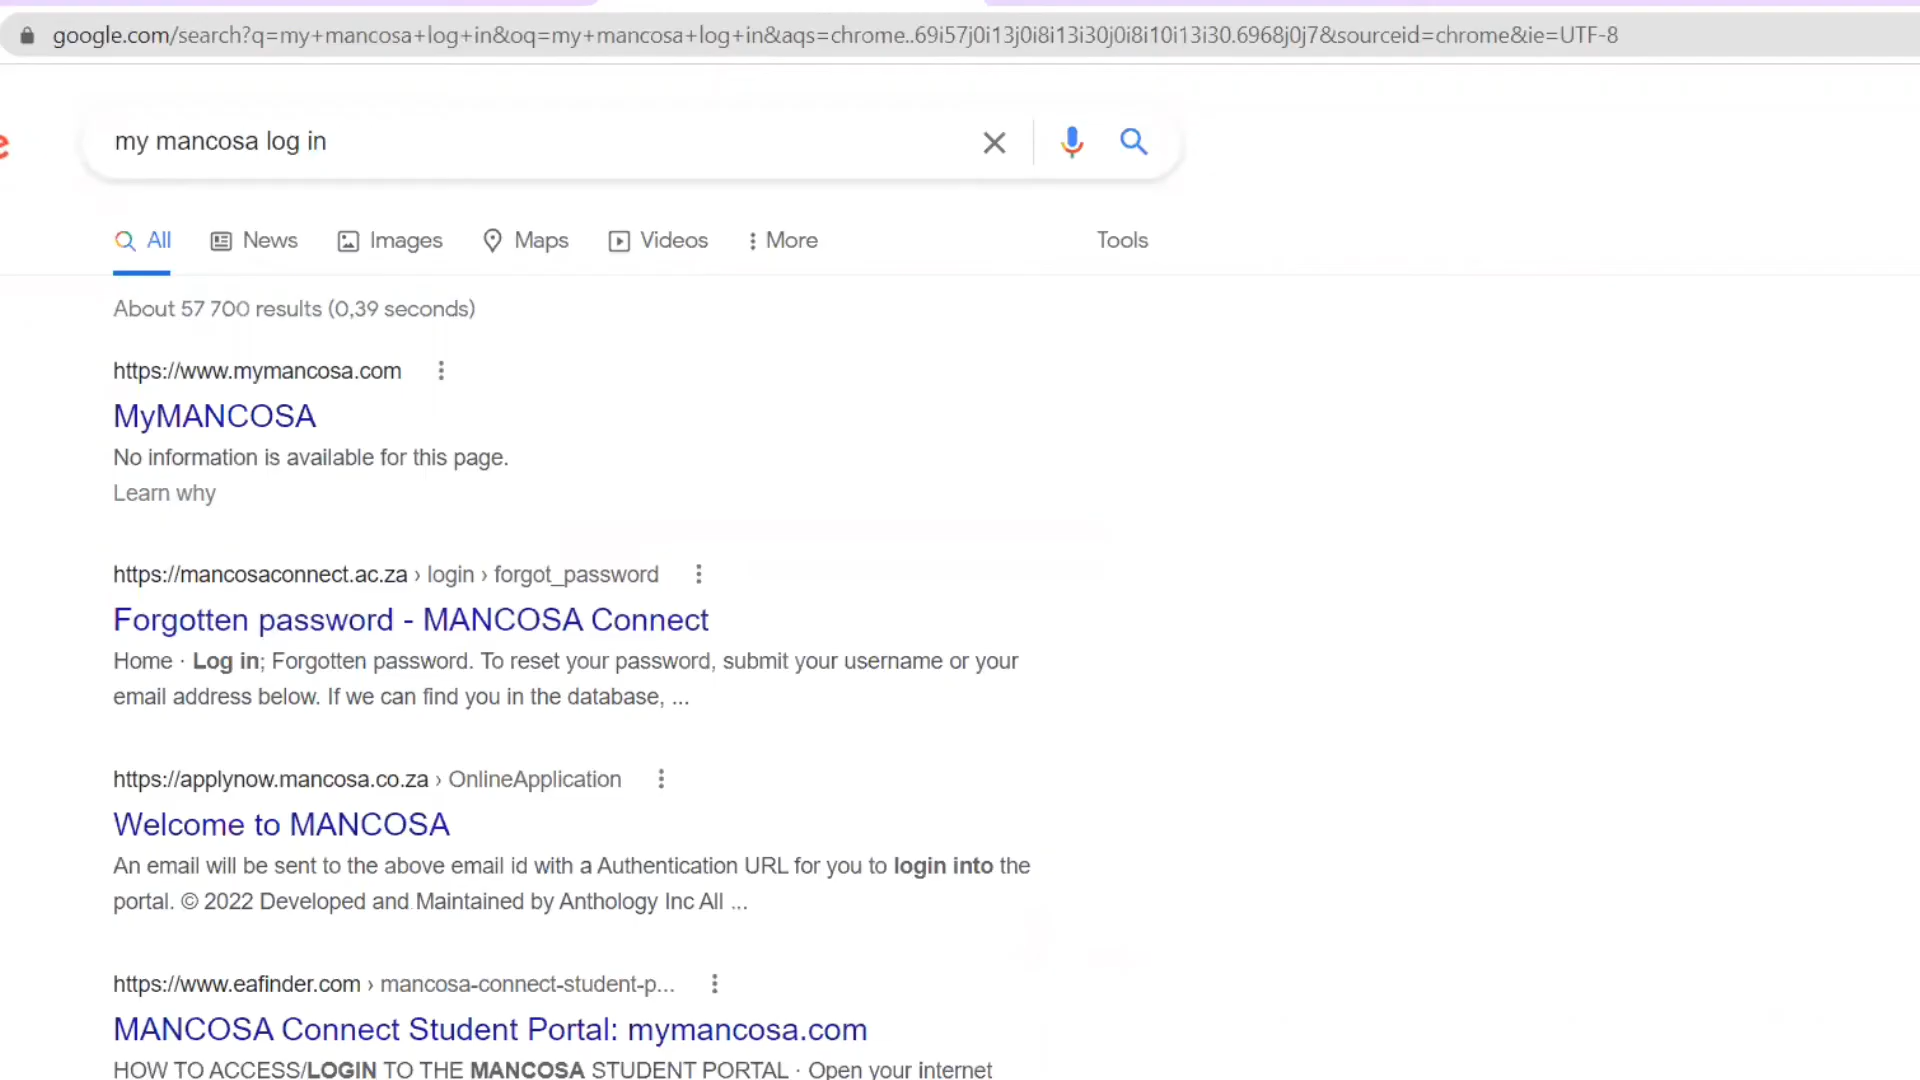 google.com/search?q=my+mancosa+log+in&oq=my+mancosa+log+in&aqs=chrome..69i57j0i13j0i8i13i30j0i8i10i13i30.6968j0j7&sourceid=chrome&ie=UTF-8
e
my mancosa log in
All News Images Maps Videos More Tools
About 57 700 results (0,39 seconds)
https://www.mymancosa.com
MyMANCOSA
No information is available for this page.
Learn why
https://mancosaconnect.ac.za › login › forgot_password
Forgotten password - MANCOSA Connect
Home · Log in; Forgotten password. To reset your password, submit your username or your
email address below. If we can find you in the database, ...
https://applynow.mancosa.co.za › OnlineApplication
Welcome to MANCOSA
An email will be sent to the above email id with a Authentication URL for you to login into the
portal. © 2022 Developed and Maintained by Anthology Inc All ...
https://www.eafinder.com › mancosa-connect-student-p...
MANCOSA Connect Student Portal: mymancosa.com
HOW TO ACCESS/LOGIN TO THE MANCOSA STUDENT PORTAL · Open your internet